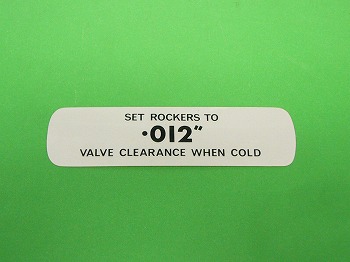 SET ROCKERS TO
·012"
VALVE CLEARANCE WHEN COLD